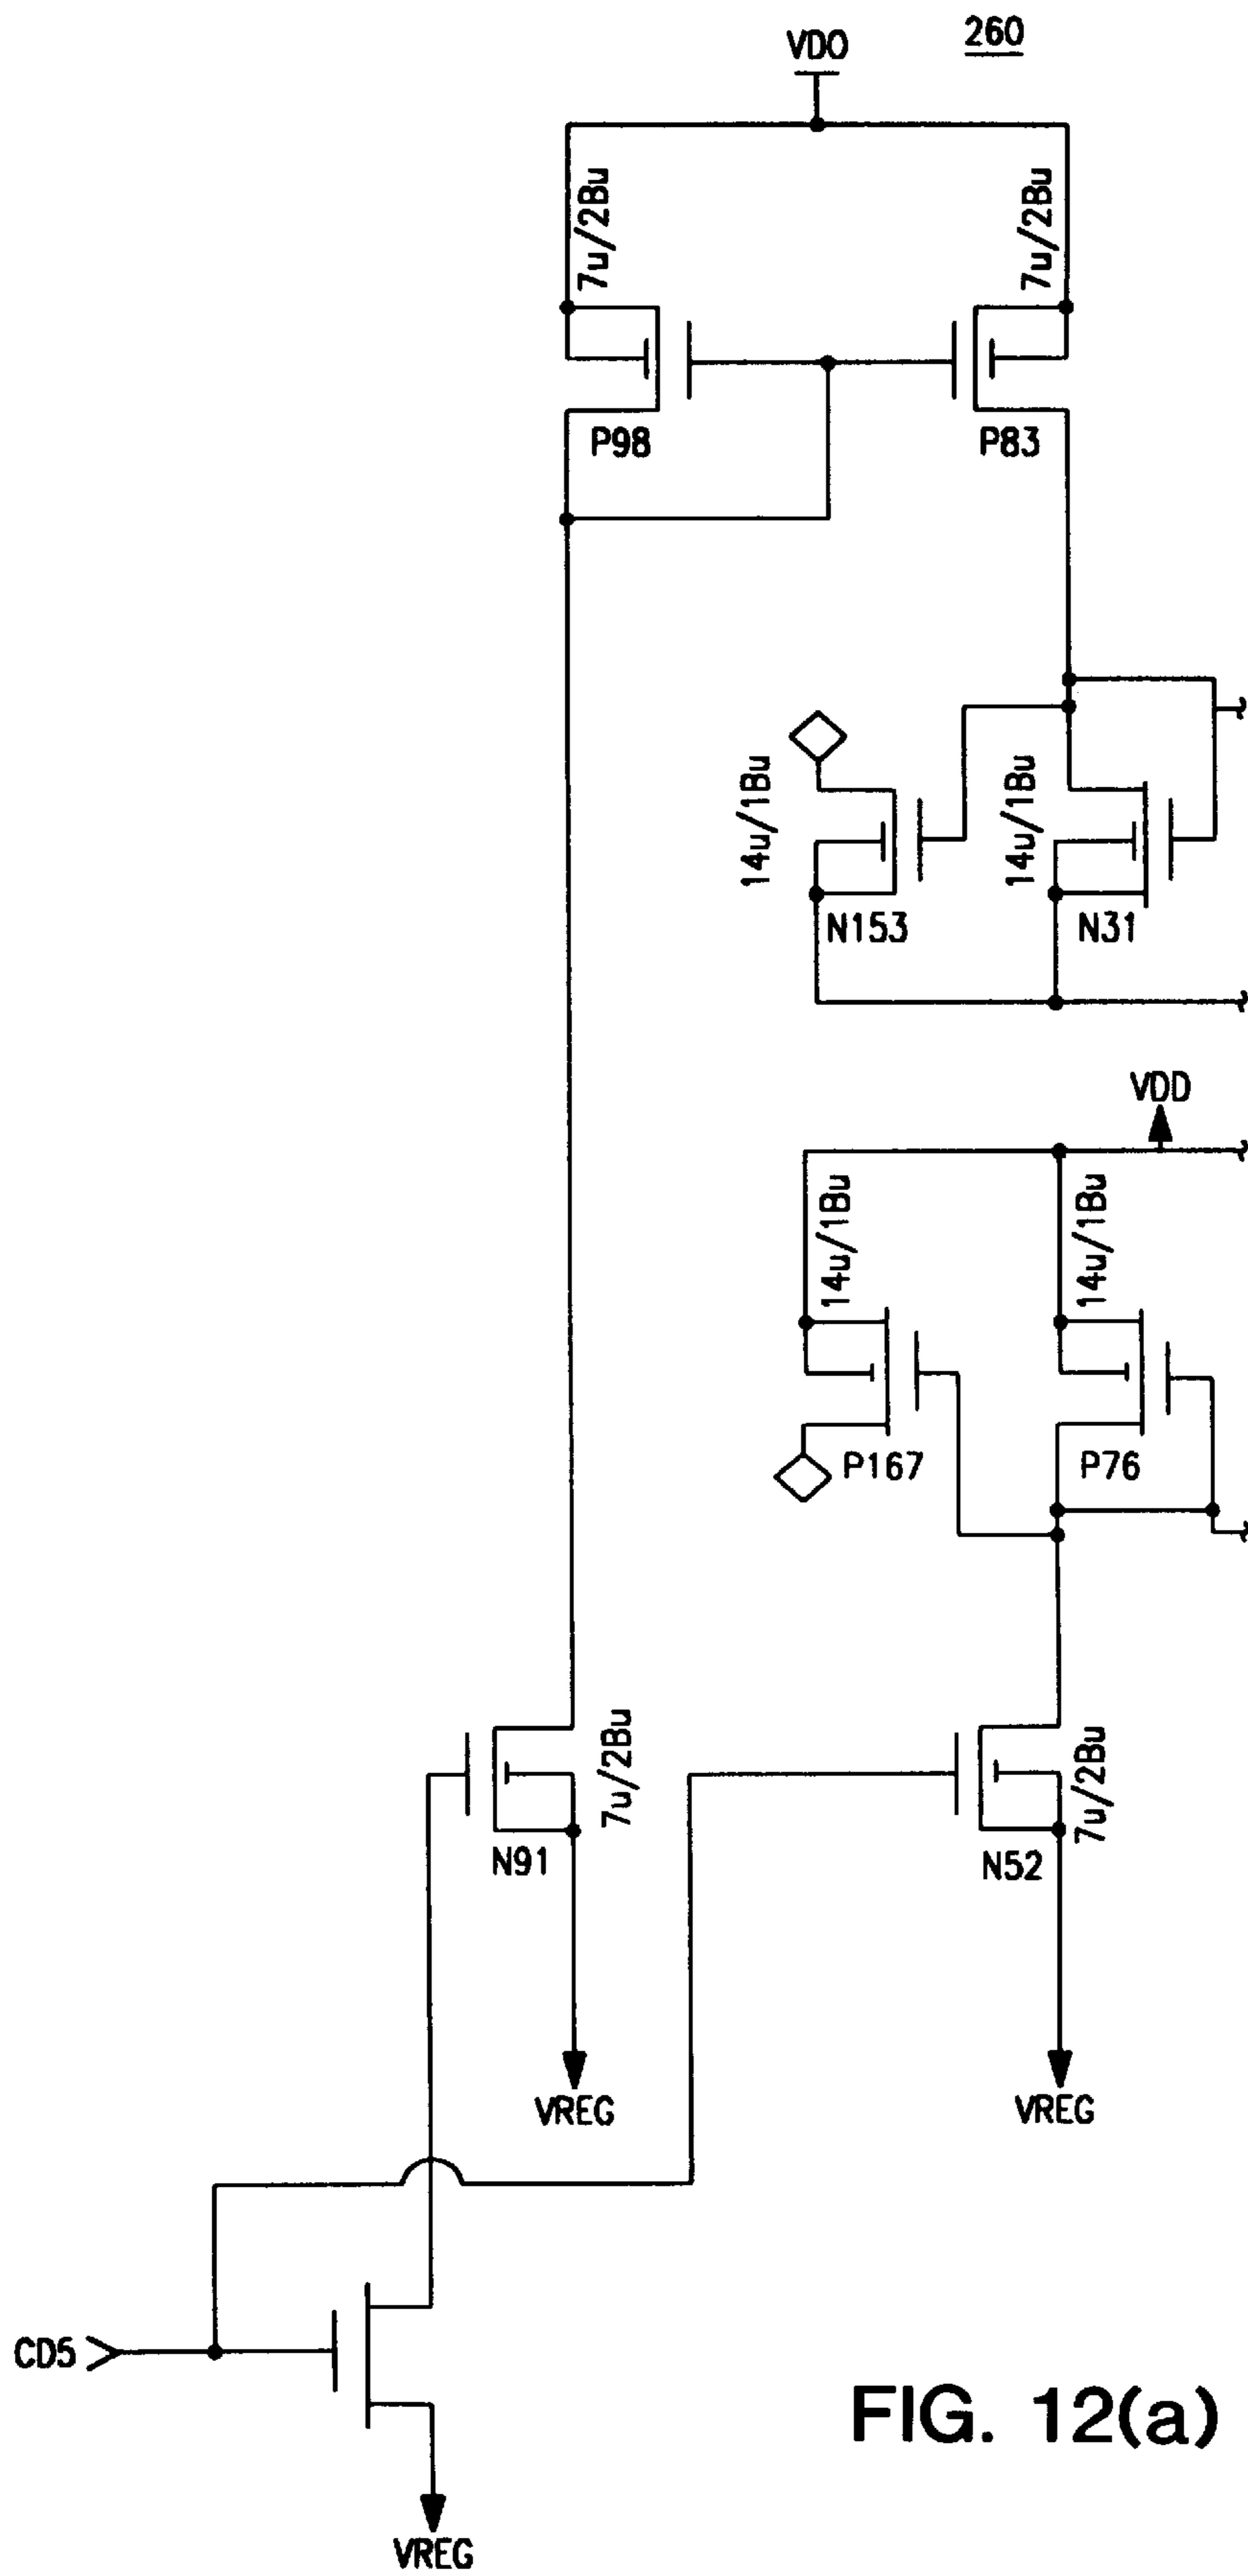 260
VDO
7u/2Bu
7u/2Bu
P98
P83
14u/1Bu
14u/1Bu
N153
N31
VDD
14u/1Bu
14u/1Bu
P167
P76
7u/2Bu
7u/2Bu
N91
N52
VREG
VREG
CD5
FIG. 12(a)
VREG